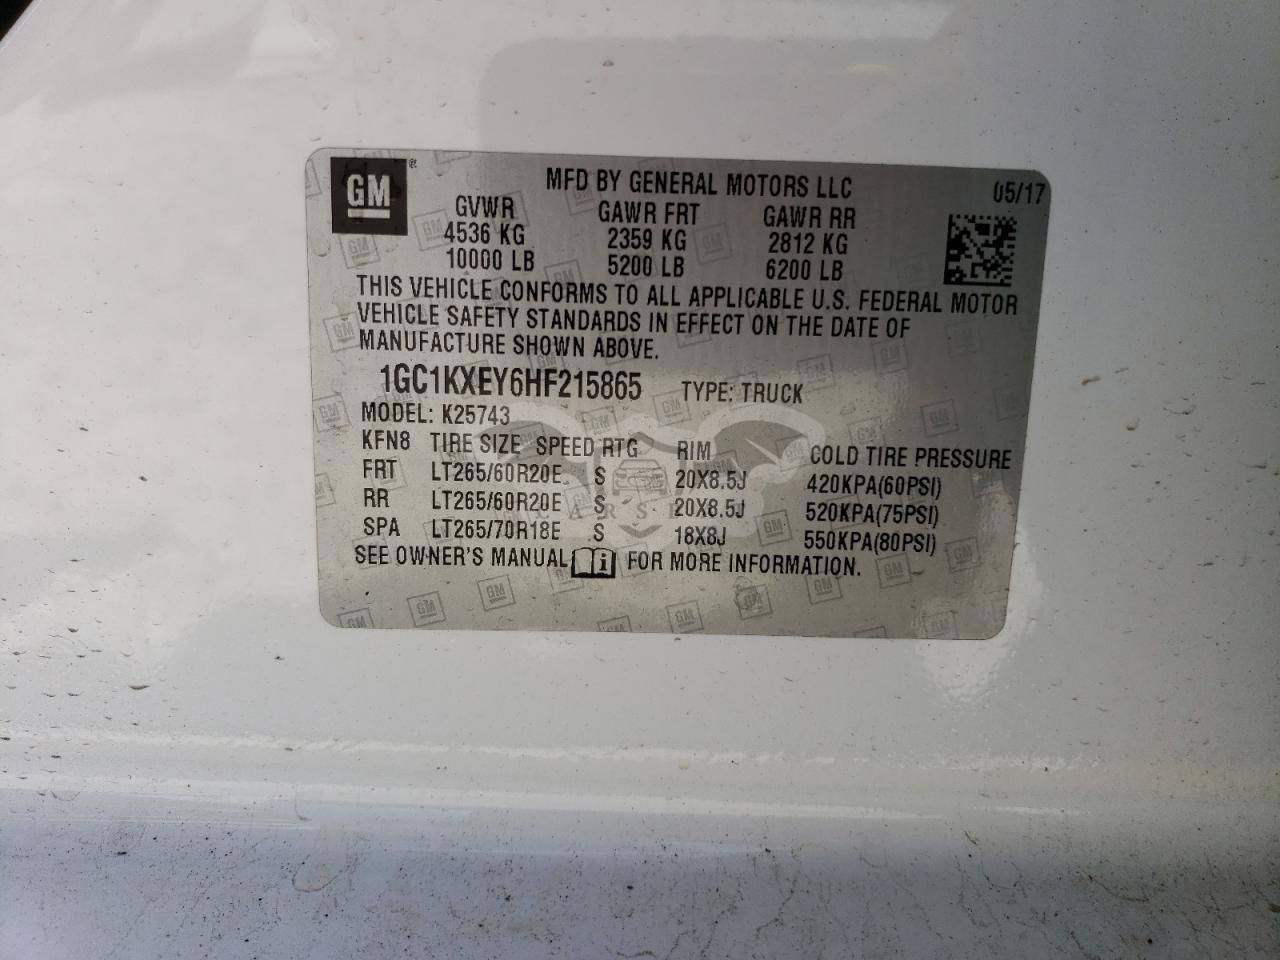 GM ®
MFD BY GENERAL MOTORS LLC 05/17
GVWR GAWR FRT GAWR RR
4536 KG 2359 KG 2812 KG
10000 LB 5200 LB 6200 LB
THIS VEHICLE CONFORMS TO ALL APPLICABLE U.S. FEDERAL MOTOR
VEHICLE SAFETY STANDARDS IN EFFECT ON THE DATE OF
MANUFACTURE SHOWN ABOVE.
1GC1KXEY6HF215865 TYPE: TRUCK
MODEL: K25743
KFN8 TIRE SIZE SPEED RTG RIM COLD TIRE PRESSURE
FRT LT265/60R20E S 20X8.5J 420KPA(60PSI)
RR LT265/60R20E S 20X8.5J 520KPA(75PSI)
CARS
SPA LT265/70R18E S 18X8J 550KPA(80PSI)
SEE OWNER'S MANUAL i FOR MORE INFORMATION.